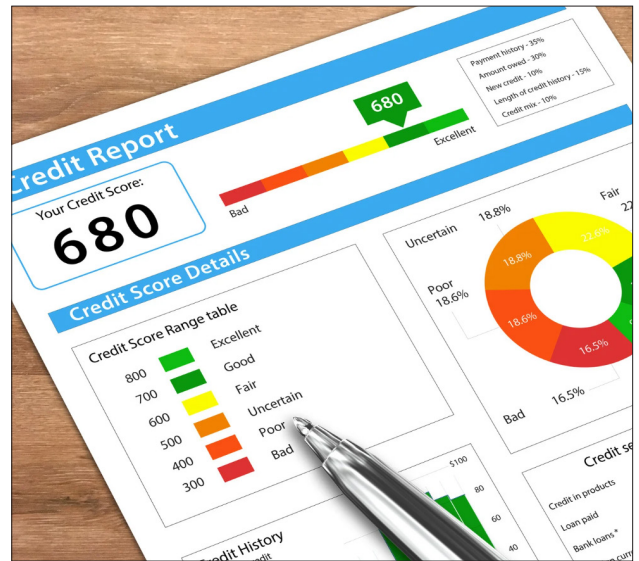 Credit Report
Your Credit Score:
680
680
Bad
Excellent
Payment history - 35%
Amount owed - 30%
New credit - 10%
Length of credit history - 15%
Credit mix - 10%
Credit Score Details
Credit Score Range table
800 Excellent
700 Good
600 Fair
500 Uncertain
400 Poor
300 Bad
Uncertain 18.8%
Fair
22
Poor
18.6%
Bad 16.5%
22.6%
18.8%
18.6%
16.5%
History
$100
80
60
40
Credit
Credit in products
Loan paid
Bank loans *